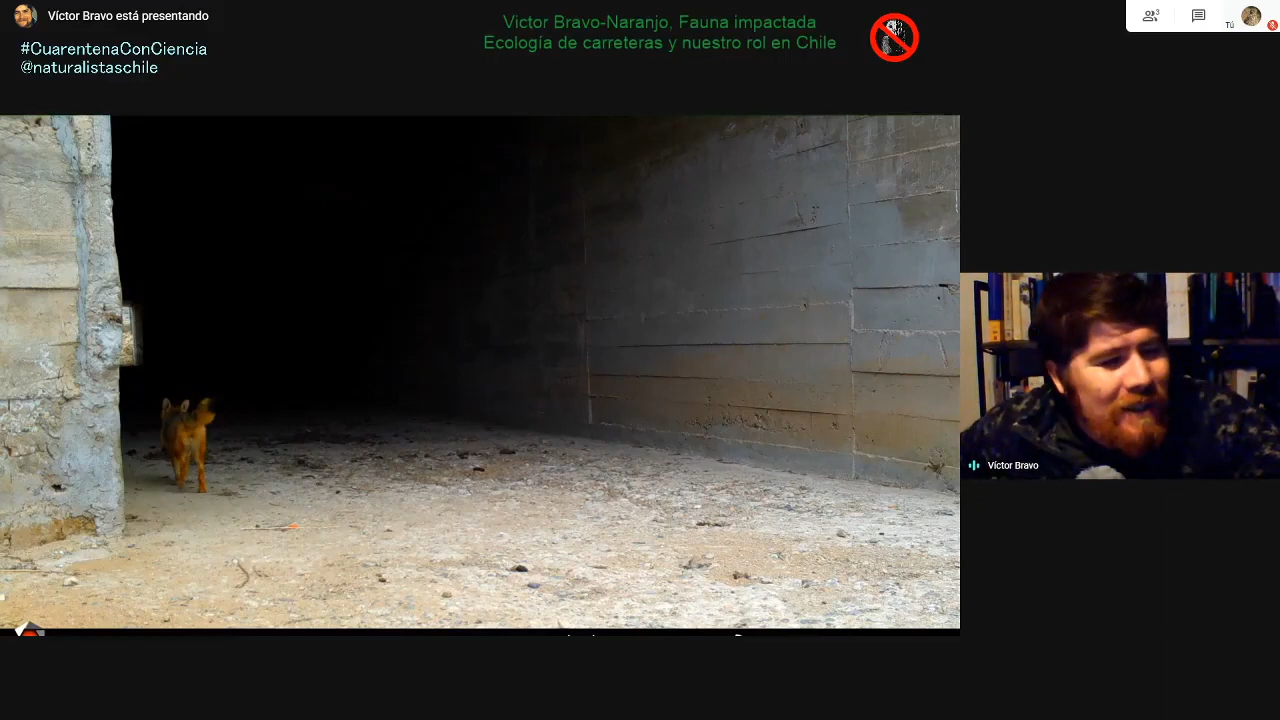 Víctor Bravo está presentando
#CuarentenaConCiencia
@naturalistaschile
Victor Bravo-Naranjo, Fauna impactada
Ecología de carreteras y nuestro rol en Chile
3
Tú
Víctor Bravo